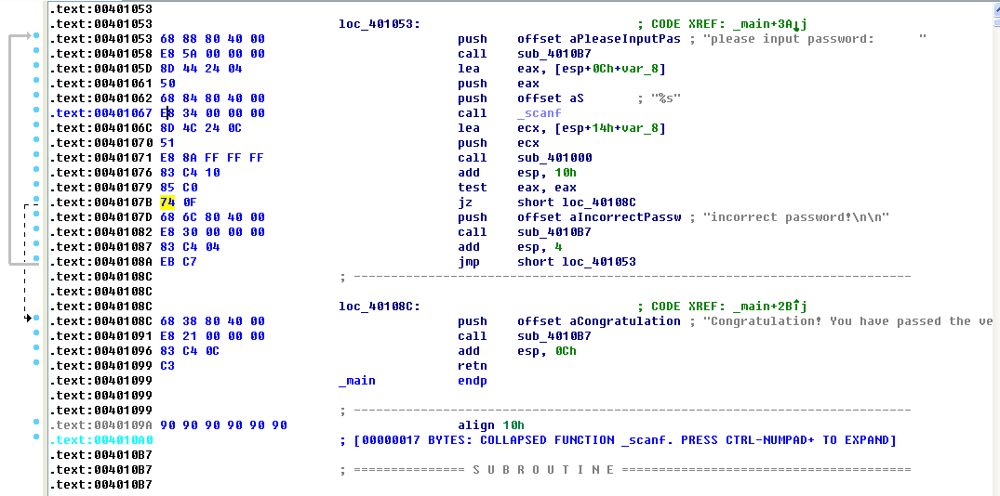 .text:00401053
.text:00401053 loc_401053: ; CODE XREF: _main+3A↓j
.text:00401053 68 88 80 40 00 push offset aPleaseInputPas ; "please input password: "
.text:00401058 E8 5A 00 00 00 call sub_4010B7
.text:0040105D 8D 44 24 04 lea eax, [esp+0Ch+var_8]
.text:00401061 50 push eax
.text:00401062 68 84 80 40 00 push offset aS ; "%s"
.text:00401067 E8 34 00 00 00 call _scanf
.text:0040106C 8D 4C 24 0C lea ecx, [esp+14h+var_8]
.text:00401070 51 push ecx
.text:00401071 E8 8A FF FF FF call sub_401000
.text:00401076 83 C4 10 add esp, 10h
.text:00401079 85 C0 test eax, eax
.text:0040107B 74 0F jz short loc_40108C
.text:0040107D 68 6C 80 40 00 push offset aIncorrectPassw ; "incorrect password!\n\n"
.text:00401082 E8 30 00 00 00 call sub_4010B7
.text:00401087 83 C4 04 add esp, 4
.text:0040108A EB C7 jmp short loc_401053
.text:0040108C ; ---------------------------------------------------------------------------
.text:0040108C
.text:0040108C loc_40108C: ; CODE XREF: _main+2B↑j
.text:0040108C 68 38 80 40 00 push offset aCongratulation ; "Congratulation! You have passed the ve
.text:00401091 E8 21 00 00 00 call sub_4010B7
.text:00401096 83 C4 0C add esp, 0Ch
.text:00401099 C3 retn
.text:00401099 _main endp
.text:00401099
.text:00401099 ; ---------------------------------------------------------------------------
.text:0040109A 90 90 90 90 90 90 align 10h
.text:004010A0 ; [00000017 BYTES: COLLAPSED FUNCTION _scanf. PRESS CTRL-NUMPAD+ TO EXPAND]
.text:004010B7
.text:004010B7 ; =============== S U B R O U T I N E =======================================
.text:004010B7